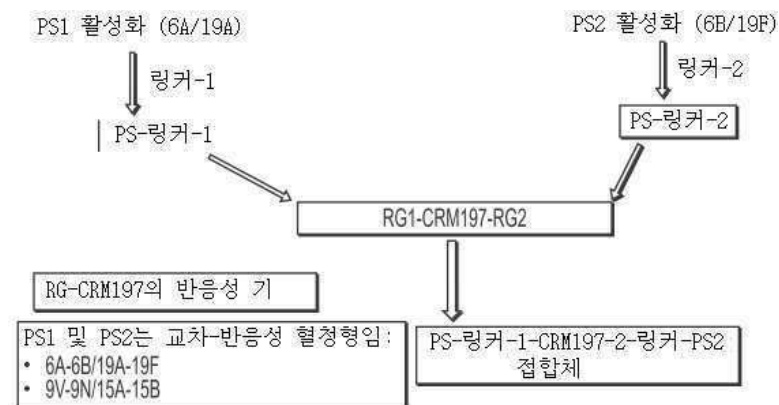 PS1 활성화 (6A/19A)
PS2 활성화 (6B/19F)
링커-1
링커-2
PS-링커-1
PS-링커-2
RG1-CRM197-RG2
RG-CRM197의 반응성 기
PS1 및 PS2는 교차-반응성 혈청형임:
• 6A-6B/19A-19F
• 9V-9N/15A-15B
PS-링커-1-CRM197-2-링커-PS2
접합체